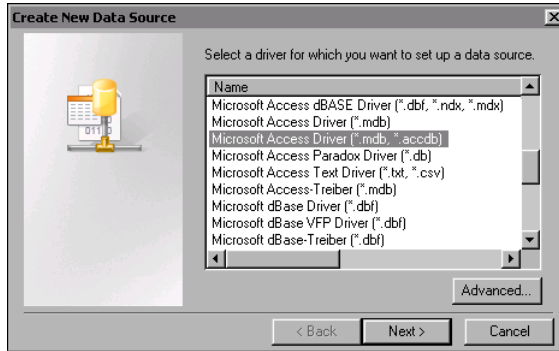 Create New Data Source
Select a driver for which you want to set up a data source.
Name
Microsoft Access dBASE Driver (*.dbf, *.ndx, *.mdx)
Microsoft Access Driver (*.mdb)
Microsoft Access Driver (*.mdb, *.accdb)
Microsoft Access Paradox Driver (*.db)
Microsoft Access Text Driver (*.txt, *.csv)
Microsoft Access-Treiber (*.mdb)
Microsoft dBase Driver (*.dbf)
Microsoft dBase VFP Driver (*.dbf)
Microsoft dBase-Treiber (*.dbf)
Advanced...
< Back
Next >
Cancel